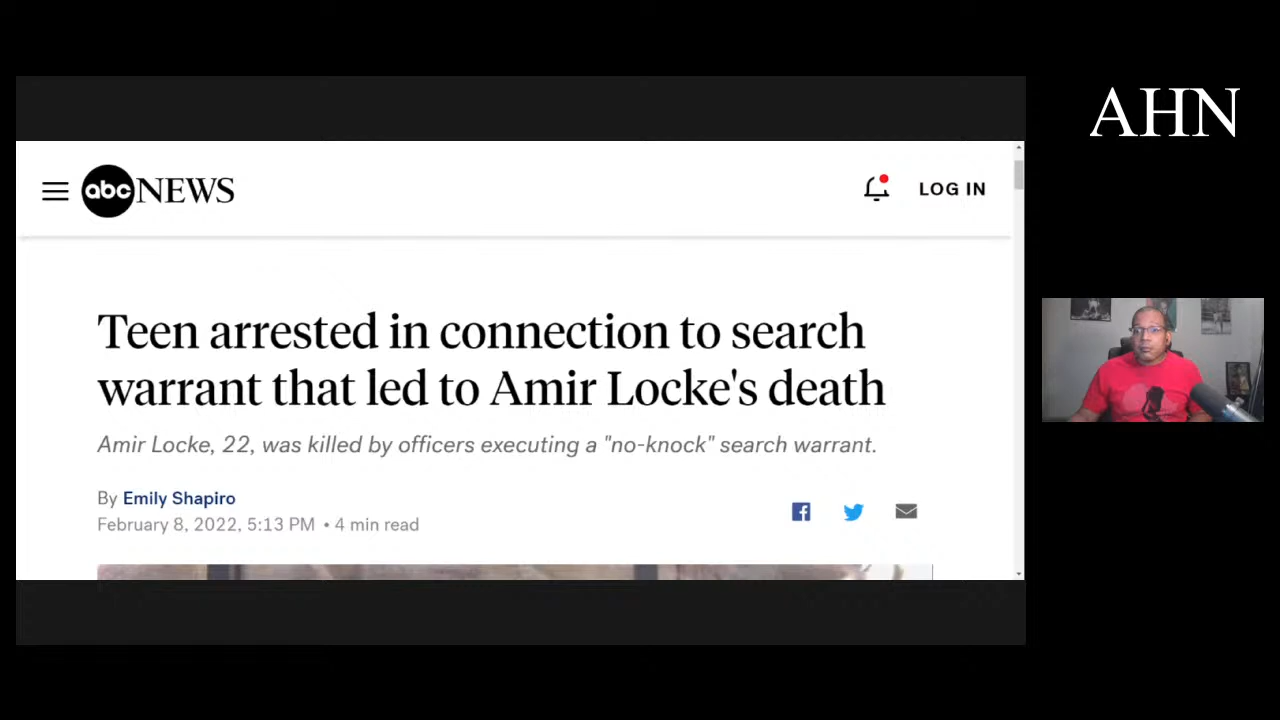 AHN
abc NEWS
LOG IN
Teen arrested in connection to search
warrant that led to Amir Locke's death
Amir Locke, 22, was killed by officers executing a "no-knock" search warrant.
By Emily Shapiro
February 8, 2022, 5:13 PM • 4 min read